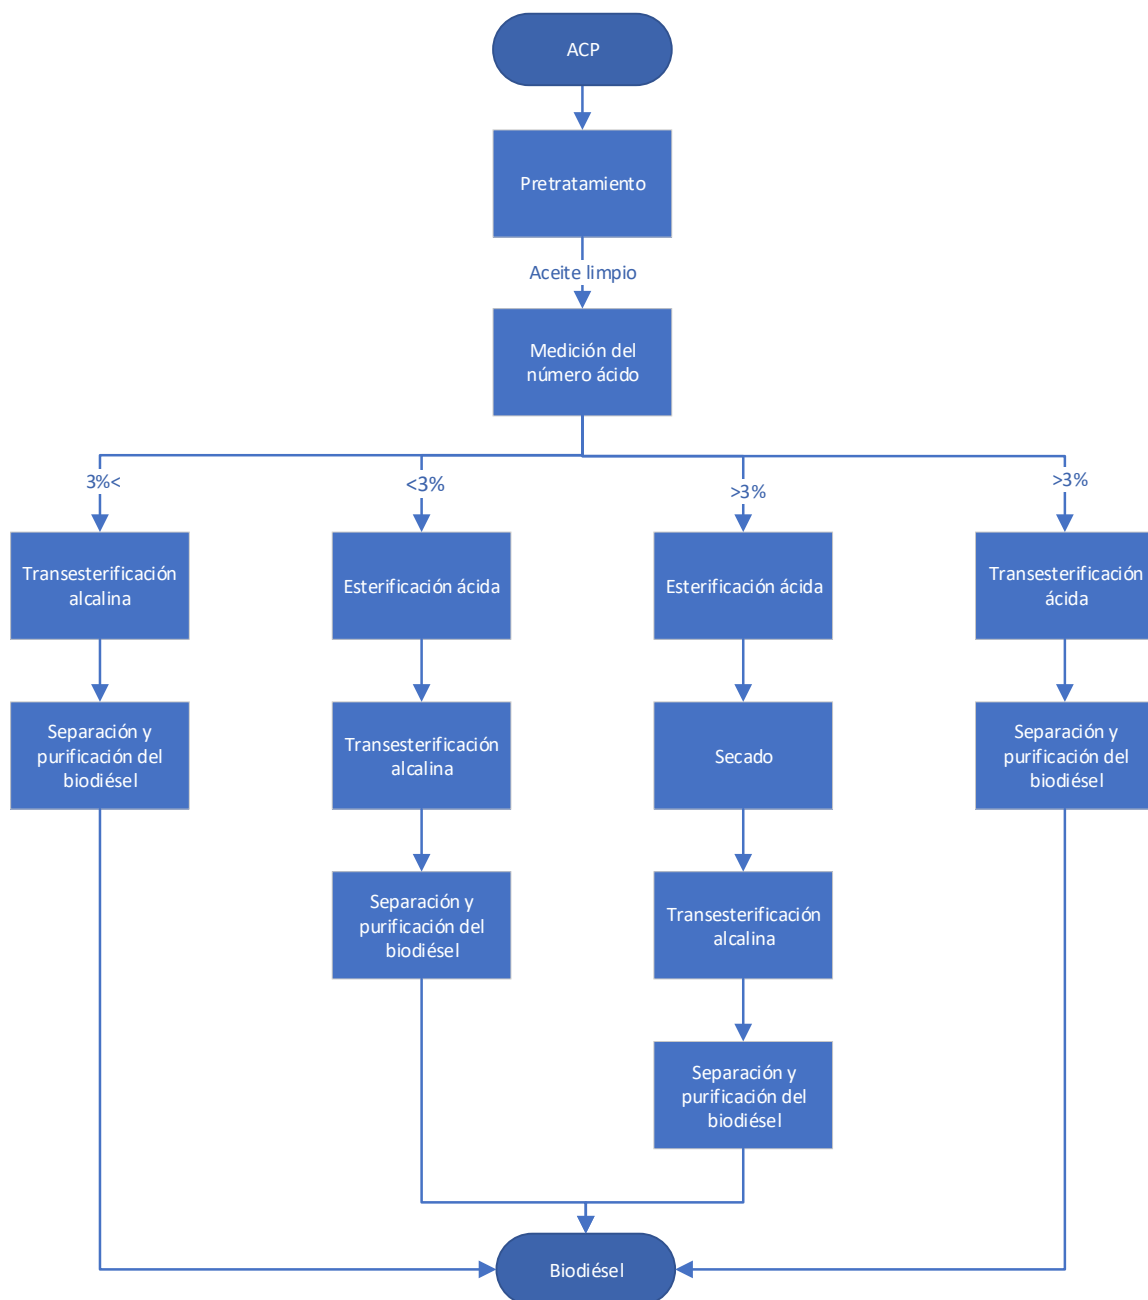 ACP
Pretratamiento
Aceite limpio
Medición del
número ácido
3%<
<3%
>3%
>3%
Transesterificación
alcalina
Esterificación ácida
Esterificación ácida
Transesterificación
ácida
Separación y
purificación del
biodiésel
Transesterificación
alcalina
Secado
Separación y
purificación del
biodiésel
Separación y
purificación del
biodiésel
Transesterificación
alcalina
Separación y
purificación del
biodiésel
Biodiésel